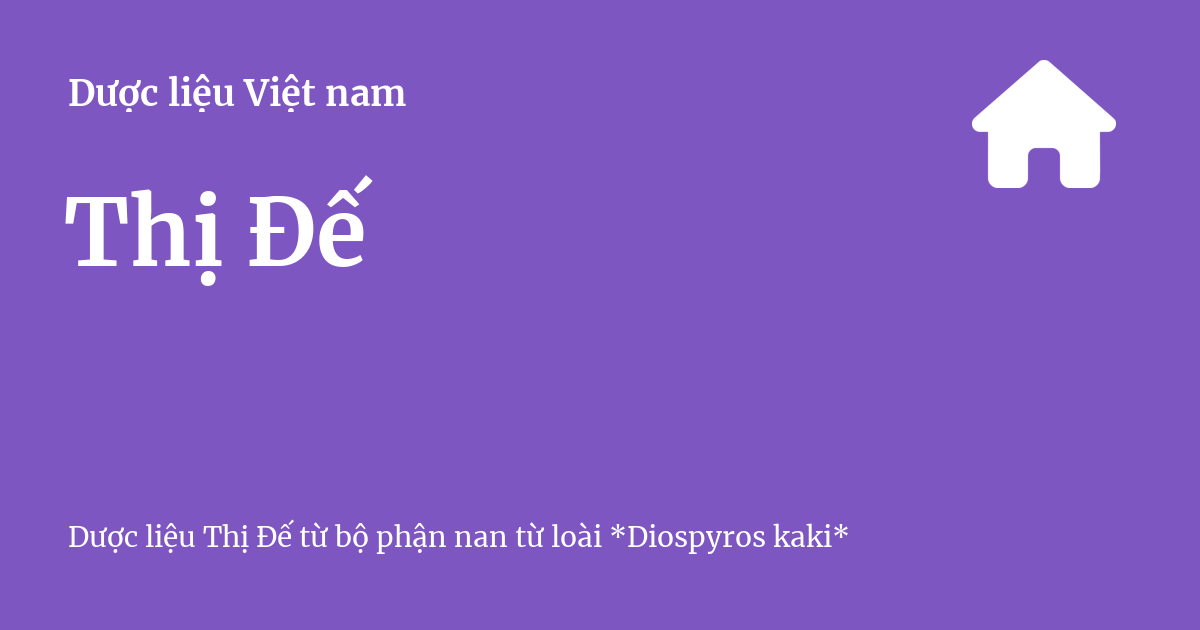 Dược liệu Việt nam
Thị Đế
Dược liệu Thị Đế từ bộ phận nan từ loài *Diospyros kaki*